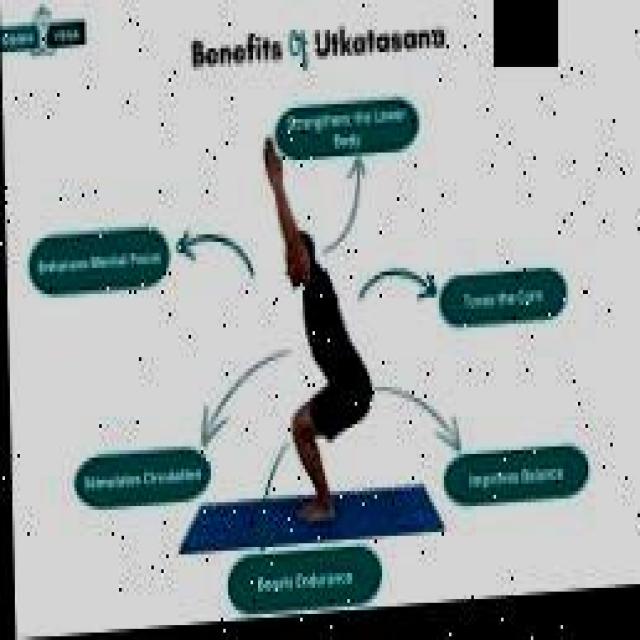 Benefits Of Utkatasana
Strengthens the Lower
Body
Enhances Mental Focus
Tones the Core
Stimulates Circulation
Improves Balance
Boosts Endurance